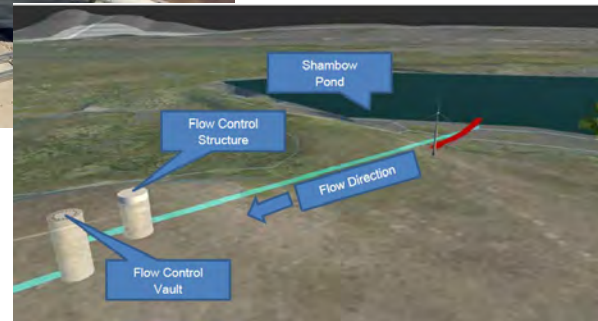 Shambow
Pond
Flow Control
Structure
Flow Direction
Flow Control
Vault